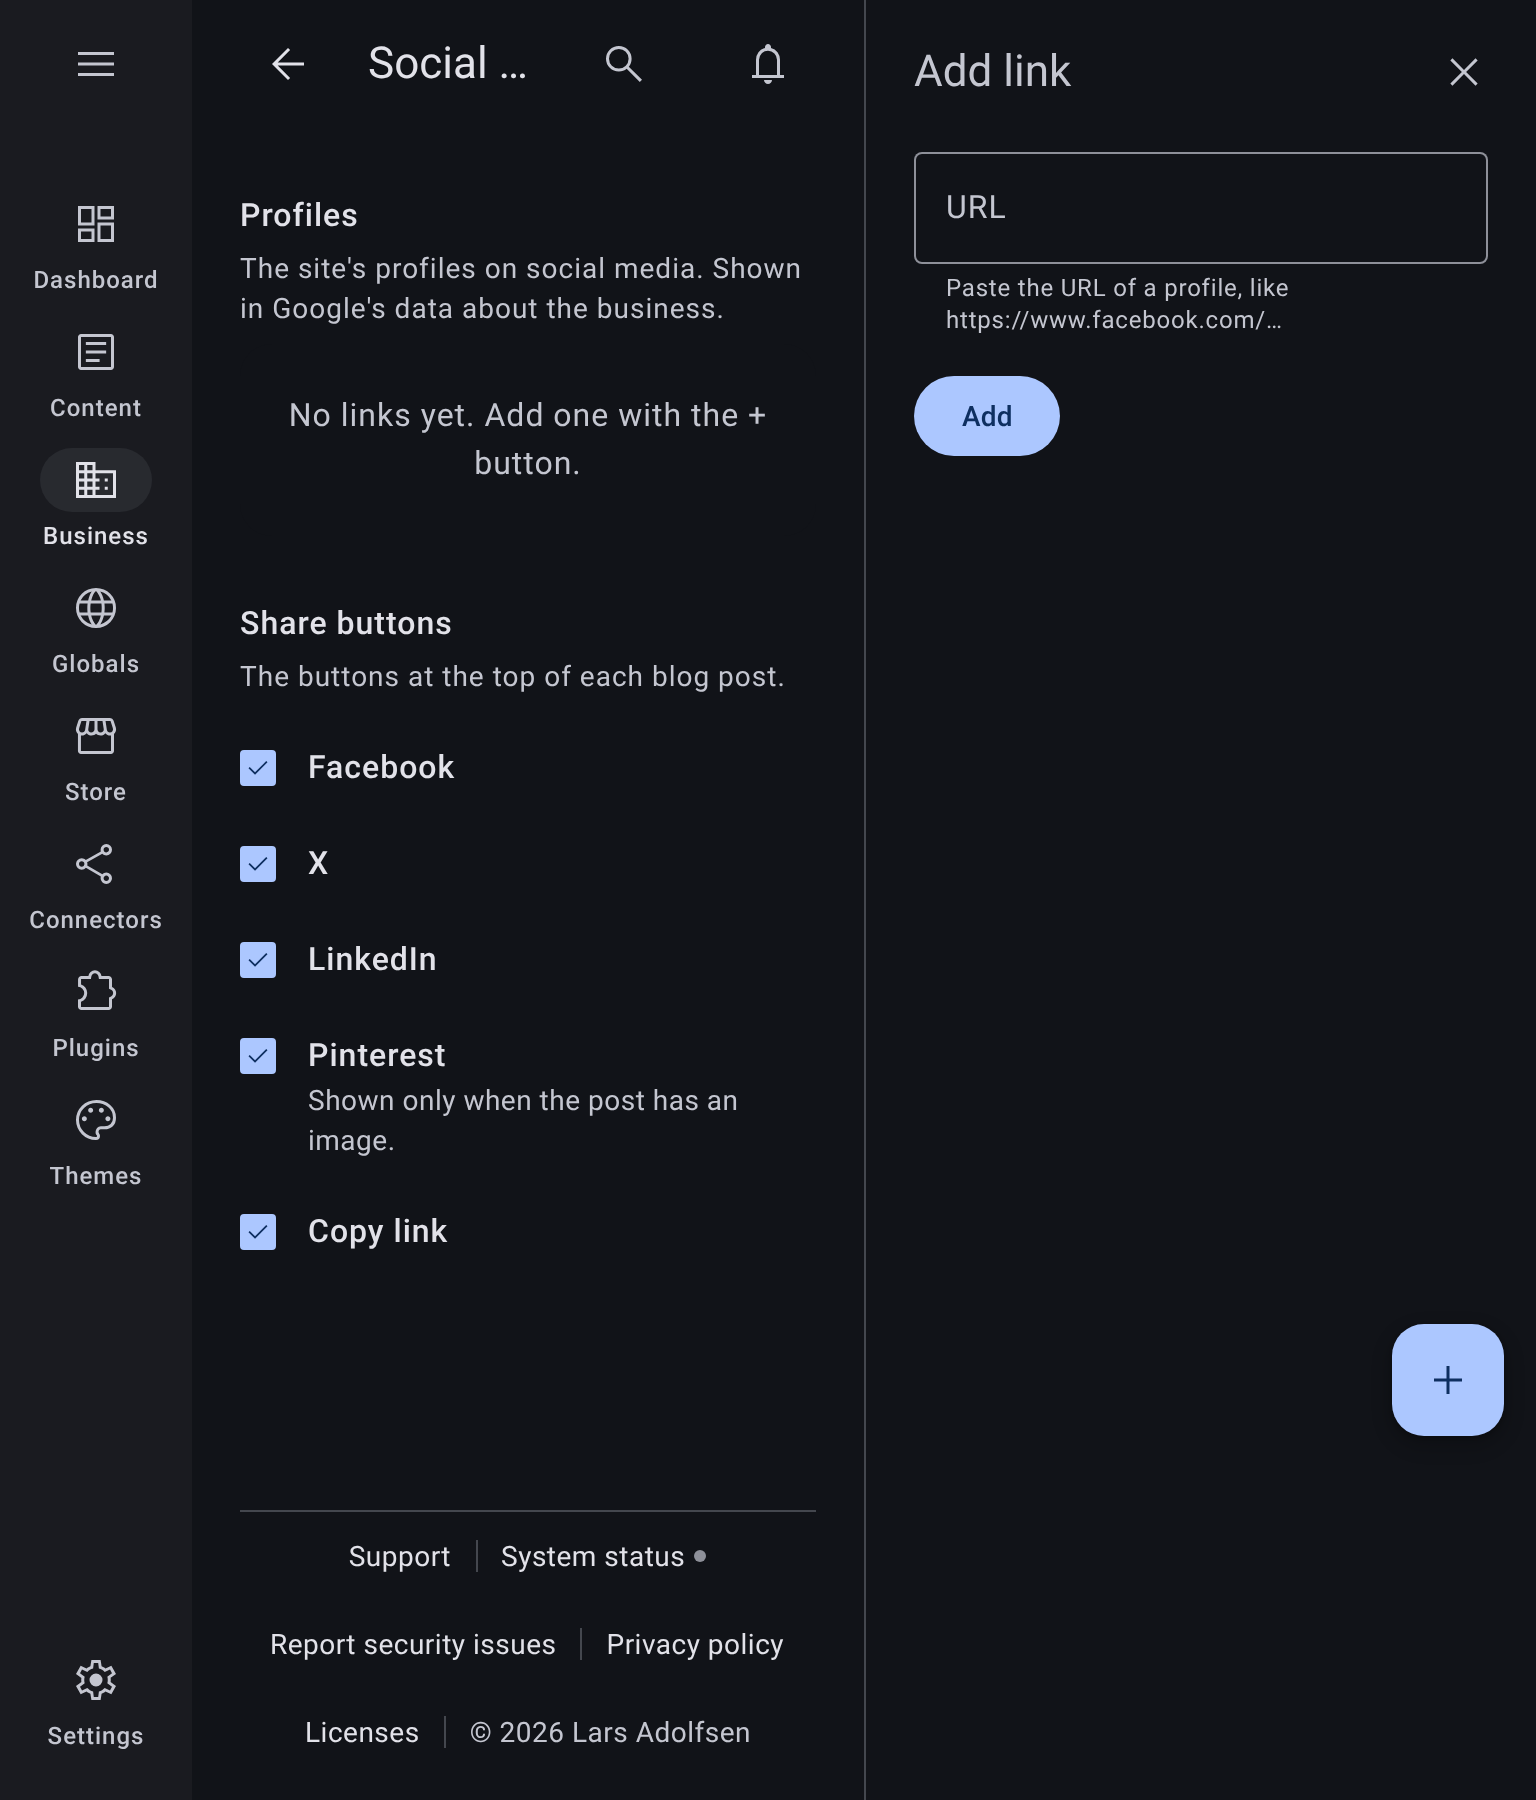 Social ...
Add link
Dashboard
Content
Business
Globals
Store
Connectors
Plugins
Themes
Settings
Profiles
The site's profiles on social media. Shown
in Google's data about the business.
No links yet. Add one with the +
button.
Share buttons
The buttons at the top of each blog post.
Facebook
X
LinkedIn
Pinterest
Shown only when the post has an
image.
Copy link
Support
System status
Report security issues
Privacy policy
Licenses
© 2026 Lars Adolfsen
URL
Paste the URL of a profile, like
https://www.facebook.com/...
Add